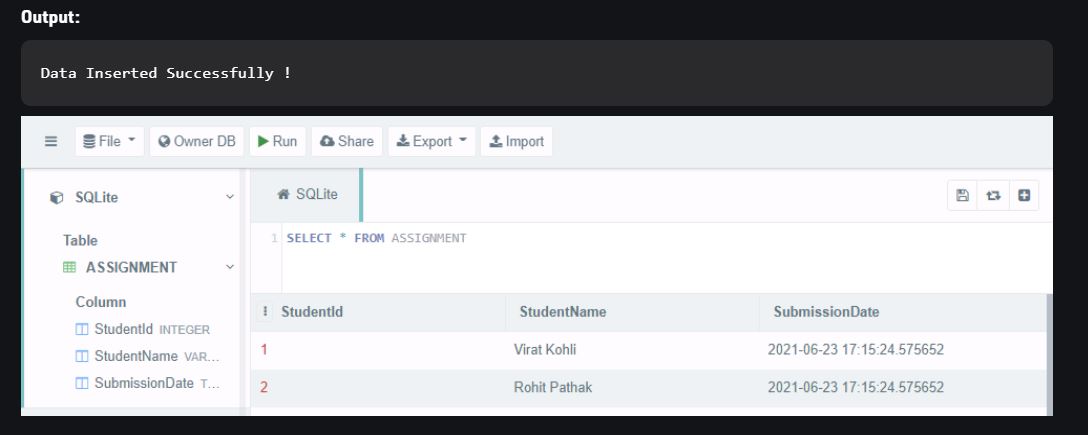 Output:
Data Inserted Successfully !
File Owner DB Run Share Export Import
SQLite
SQLite
Table
ASSIGNMENT
Column
StudentId INTEGER
StudentName VAR...
SubmissionDate T...
1 SELECT * FROM ASSIGNMENT
StudentId StudentName SubmissionDate
1 Virat Kohli 2021-06-23 17:15:24.575652
2 Rohit Pathak 2021-06-23 17:15:24.575652